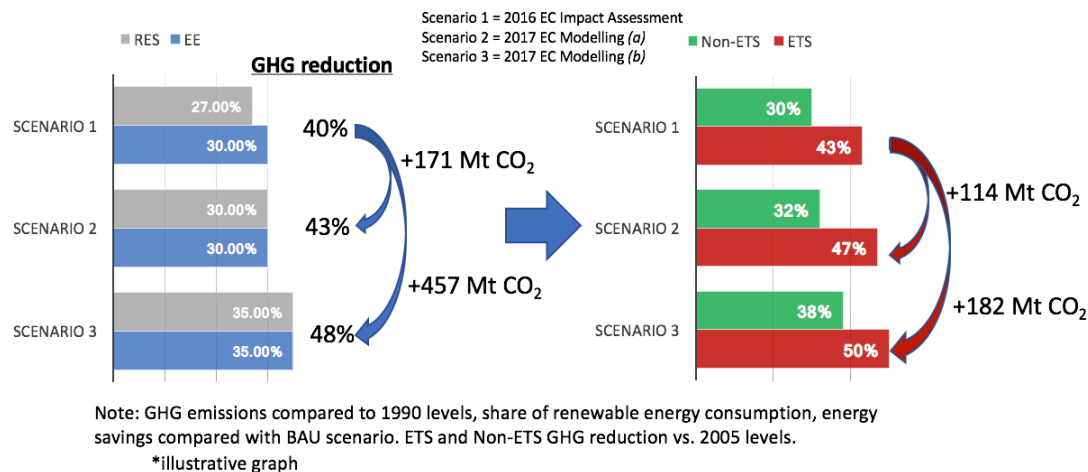 Scenario 1 = 2016 EC Impact Assessment
Scenario 2 = 2017 EC Modelling (a)
Scenario 3 = 2017 EC Modelling (b)
RES EE
GHG reduction
SCENARIO 1
27.00%
30.00%
40%
+171 Mt CO₂
SCENARIO 2
30.00%
30.00%
43%
+457 Mt CO₂
SCENARIO 3
35.00%
35.00%
48%
Non-ETS ETS
SCENARIO 1
30%
43%
+114 Mt CO₂
SCENARIO 2
32%
47%
+182 Mt CO₂
SCENARIO 3
38%
50%
Note: GHG emissions compared to 1990 levels, share of renewable energy consumption, energy
savings compared with BAU scenario. ETS and Non-ETS GHG reduction vs. 2005 levels.
*illustrative graph